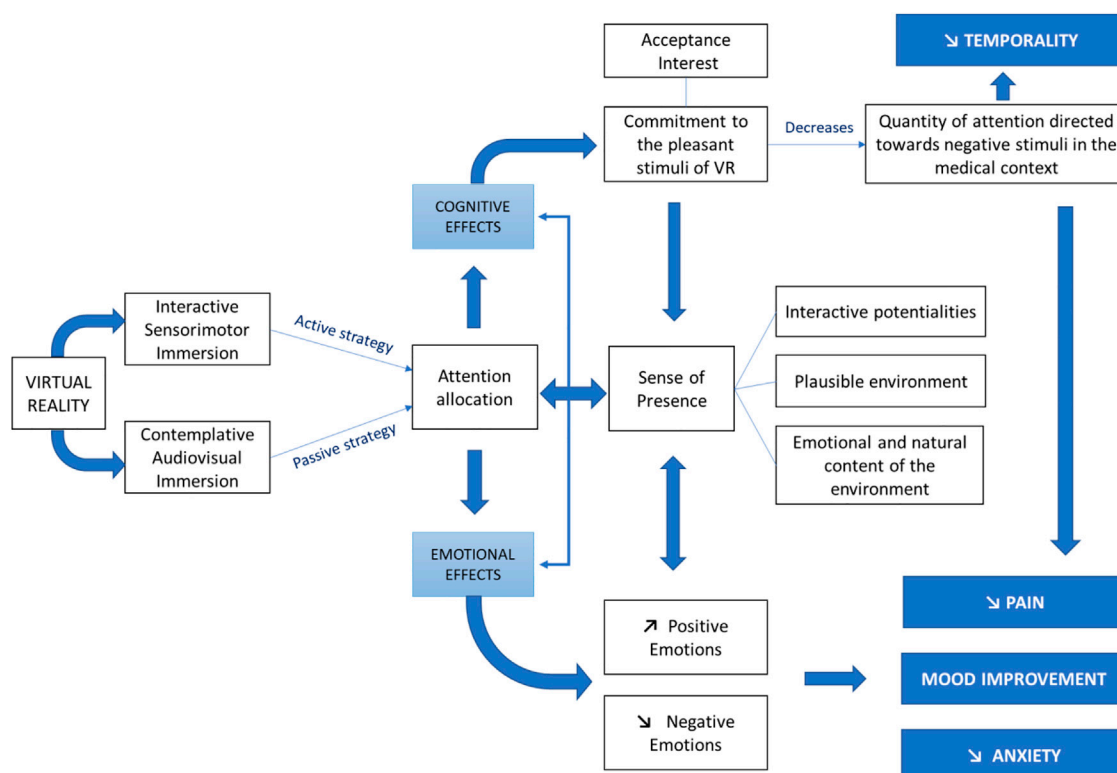 Acceptance
Interest
↘ TEMPORALITY
Commitment to
the pleasant
stimuli of VR
Decreases
Quantity of attention directed
towards negative stimuli in the
medical context
COGNITIVE
EFFECTS
Interactive
Sensorimotor
Immersion
Active strategy
VIRTUAL
REALITY
Attention
allocation
Sense of
Presence
Interactive potentialities
Plausible environment
Emotional and natural
content of the
environment
Contemplative
Audiovisual
Immersion
Passive strategy
EMOTIONAL
EFFECTS
↗ Positive
Emotions
↘ Negative
Emotions
↘ PAIN
MOOD IMPROVEMENT
↘ ANXIETY